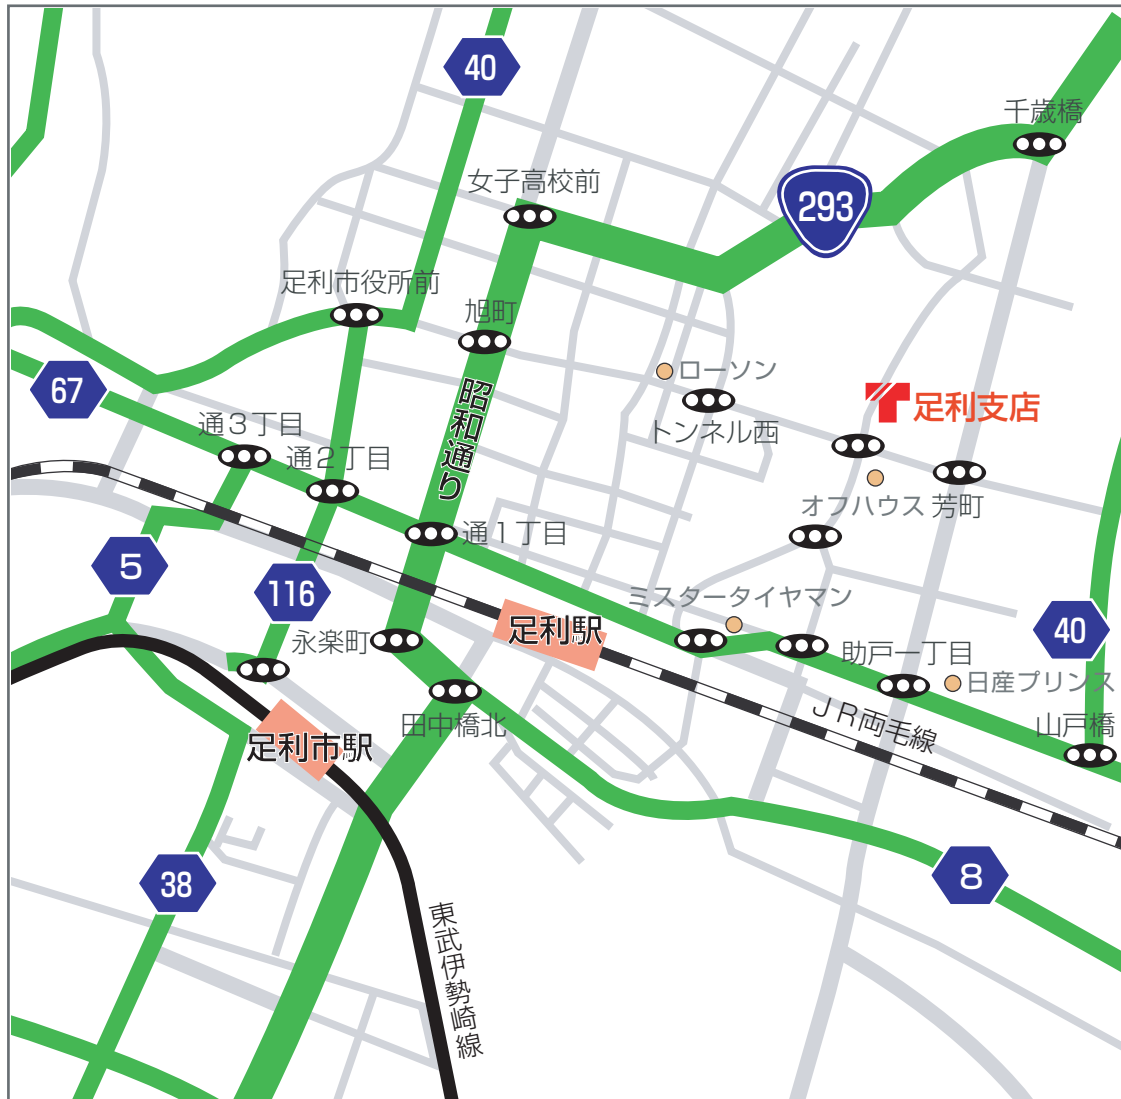 40
千歳橋
女子高校前
293
足利市役所前
旭町
67
ローソン
昭和通り
足利支店
通3丁目
トンネル西
通2丁目
オフハウス
芳町
通1丁目
5
116
ミスタータイヤマン
永楽町
足利駅
40
助戸一丁目
日産プリンス
田中橋北
JR両毛線
山戸橋
足利市駅
38
8
東武伊勢崎線